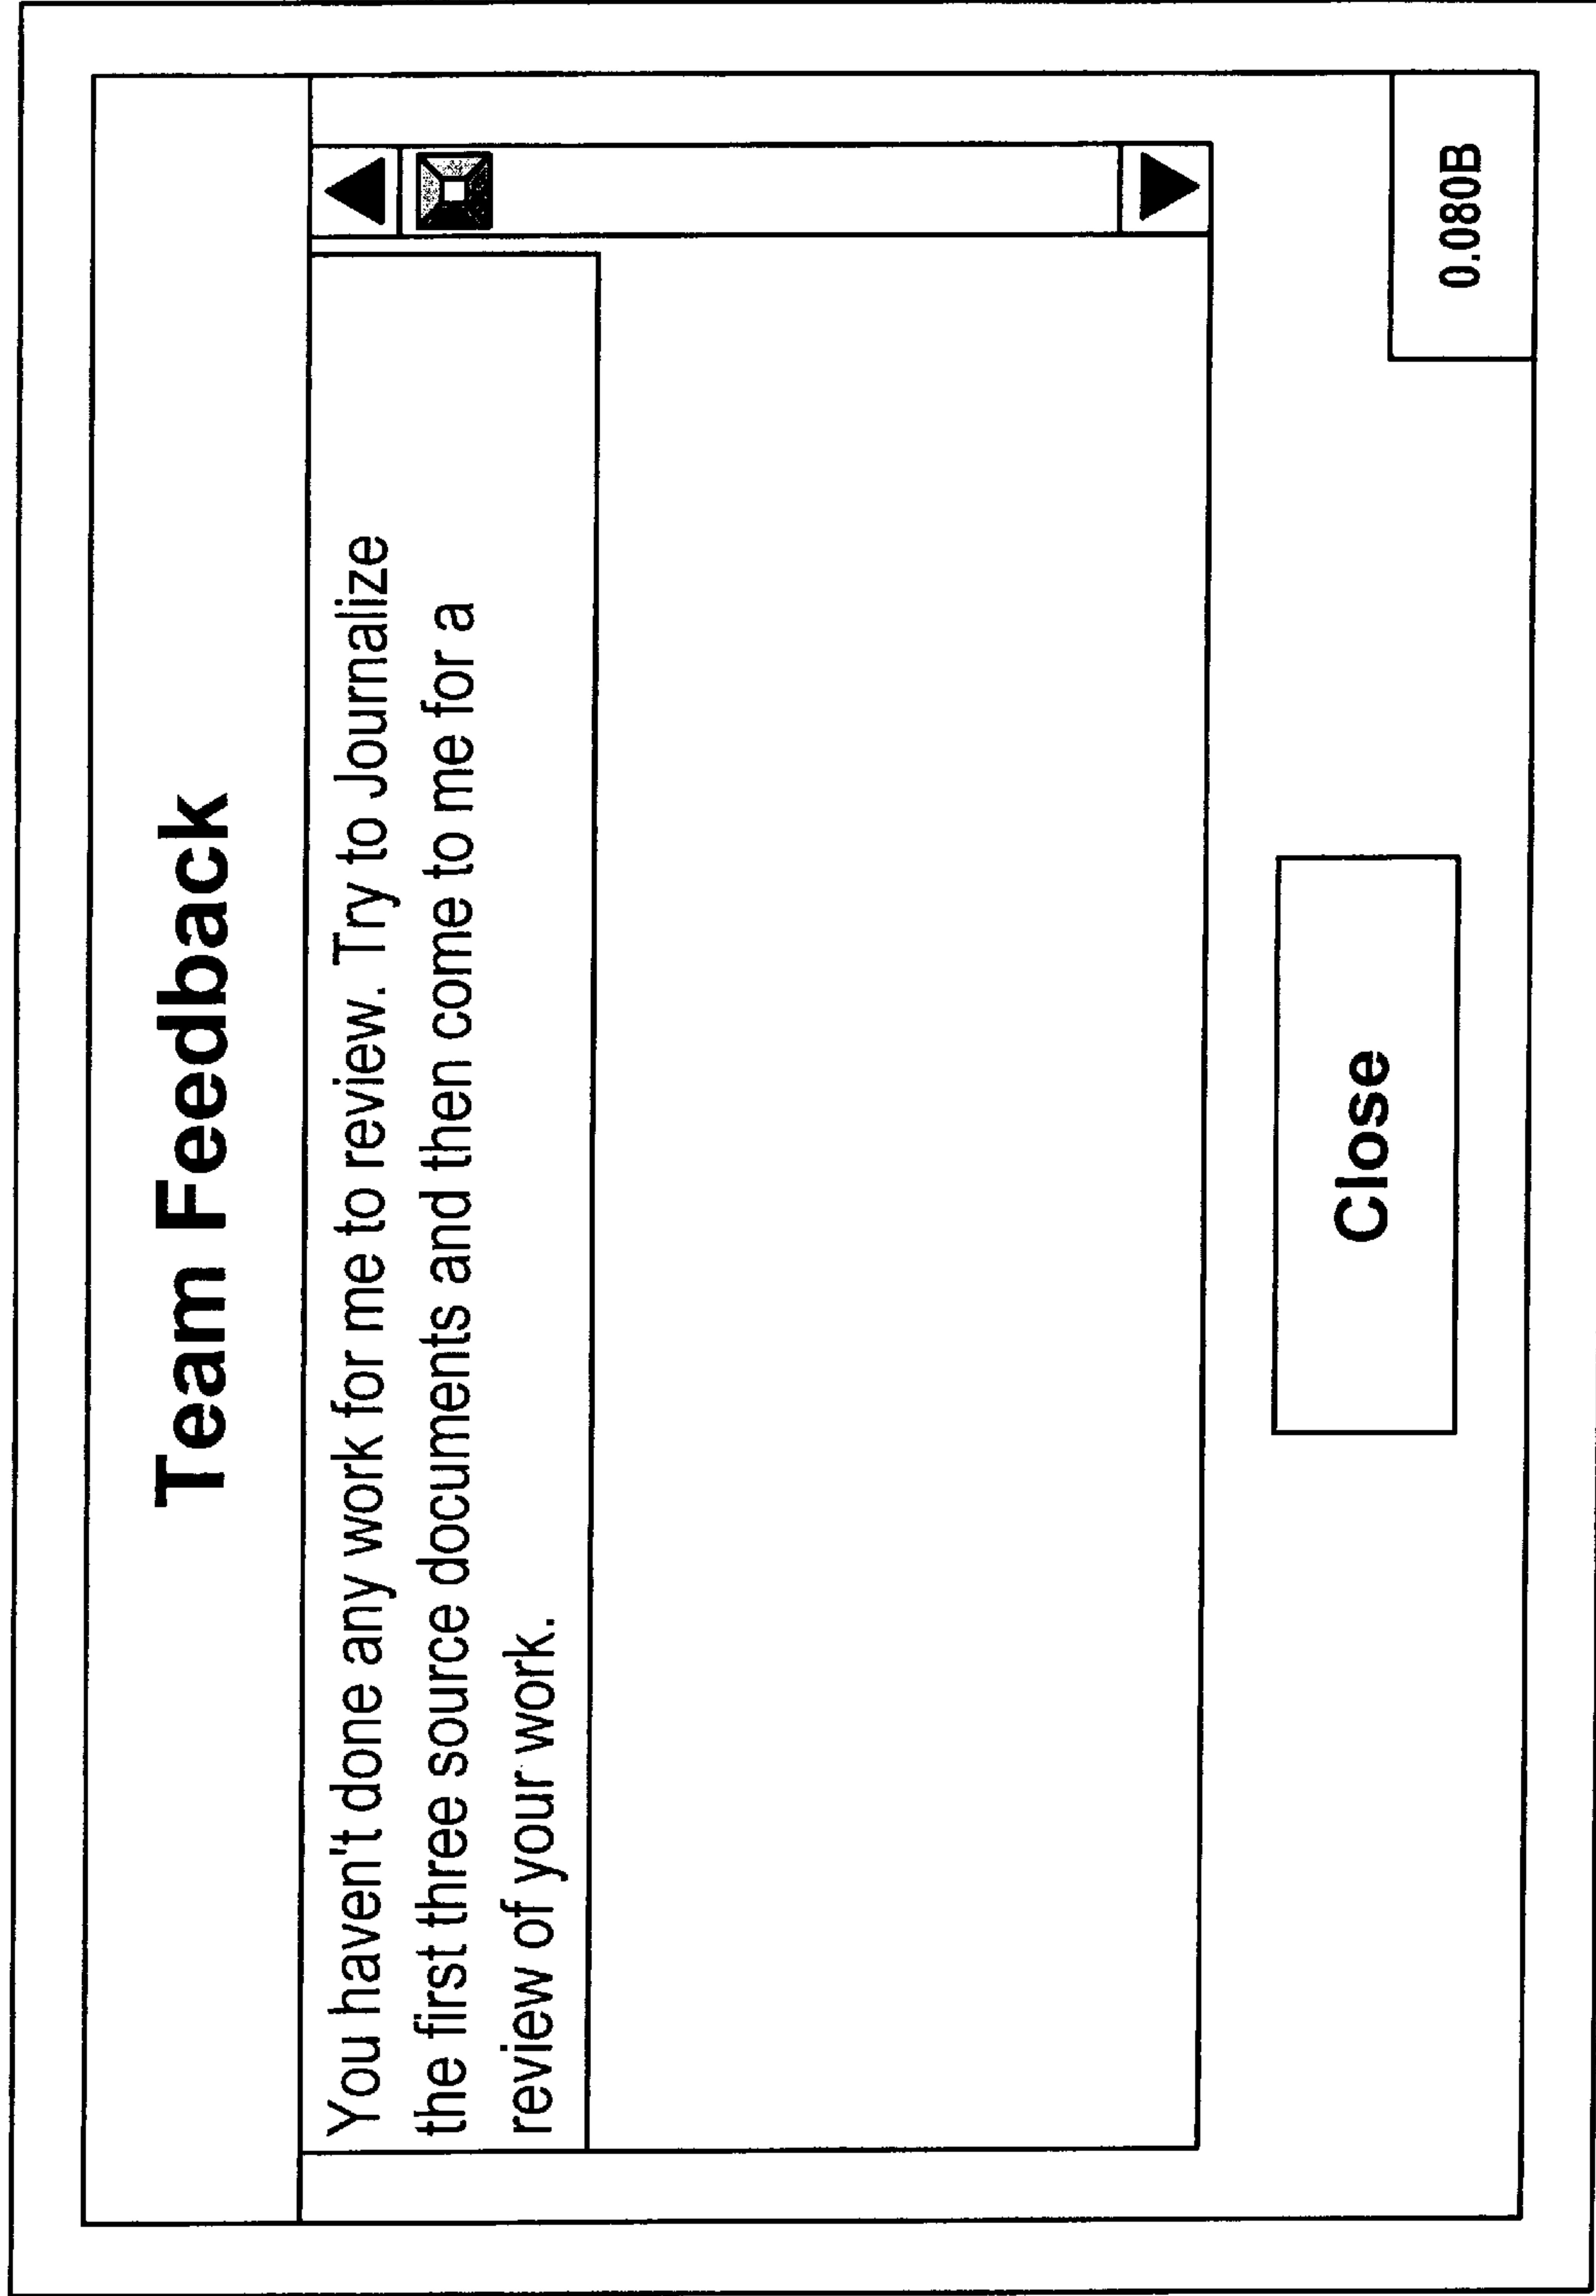 Team Feedback
You haven't done any work for me to review. Try to Journalize
the first three source documents and then come to me for a
review of your work.
Close
0.080B